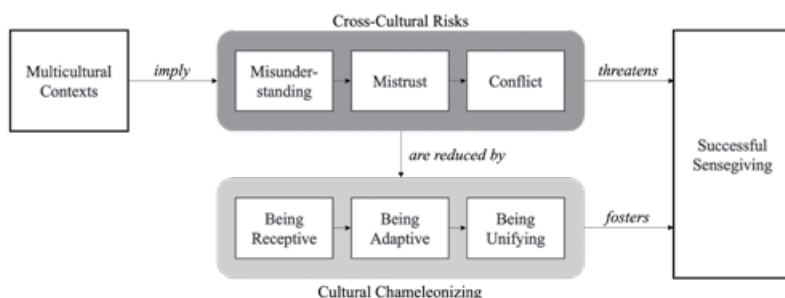 Cross-Cultural Risks
Multicultural
Contexts
imply
Misunder-
standing
Mistrust
Conflict
threatens
are reduced by
Successful
Sensegiving
Being
Receptive
Being
Adaptive
Being
Unifying
fosters
Cultural Chameleonizing